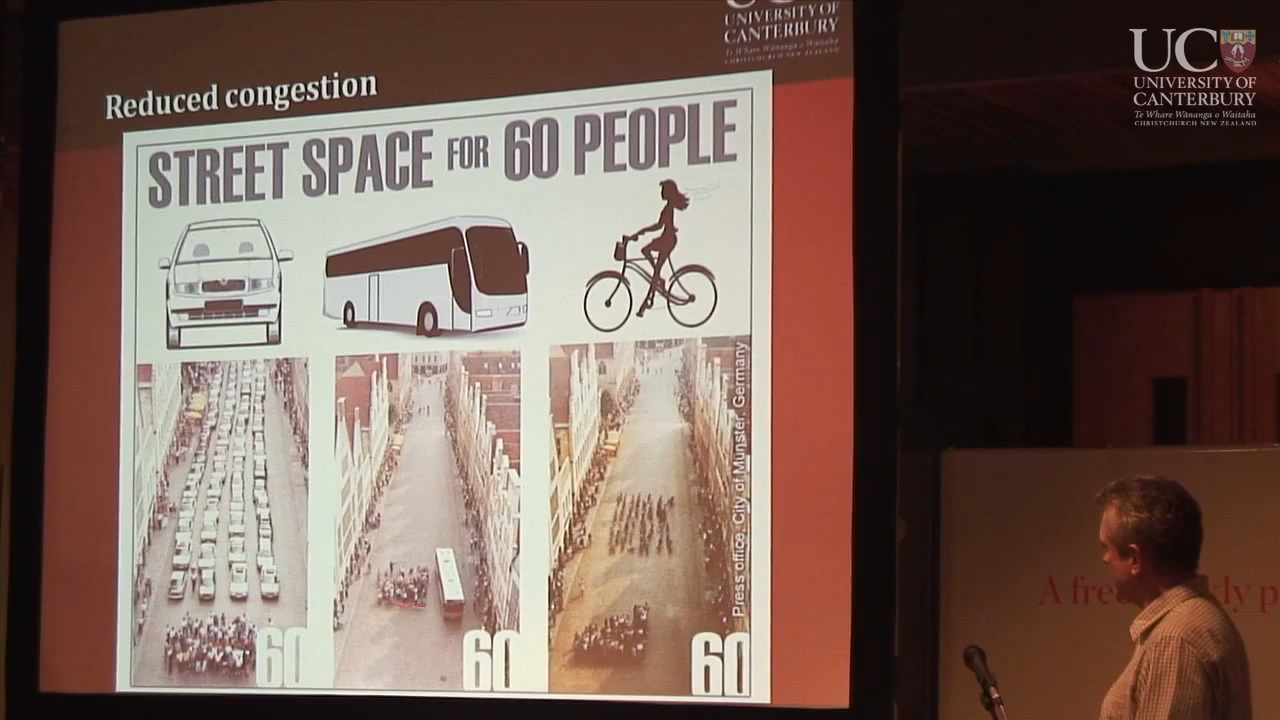 UNIVERSITY OF
CANTERBURY
Te Whare Wānanga o Waitaha
CHRISTCHURCH NEW ZEALAND
Reduced congestion
STREET SPACE FOR 60 PEOPLE
Press office, City of Münster, Germany
60
60
60
UC
UNIVERSITY OF
CANTERBURY
Te Whare Wānanga o Waitaha
CHRISTCHURCH NEW ZEALAND
A